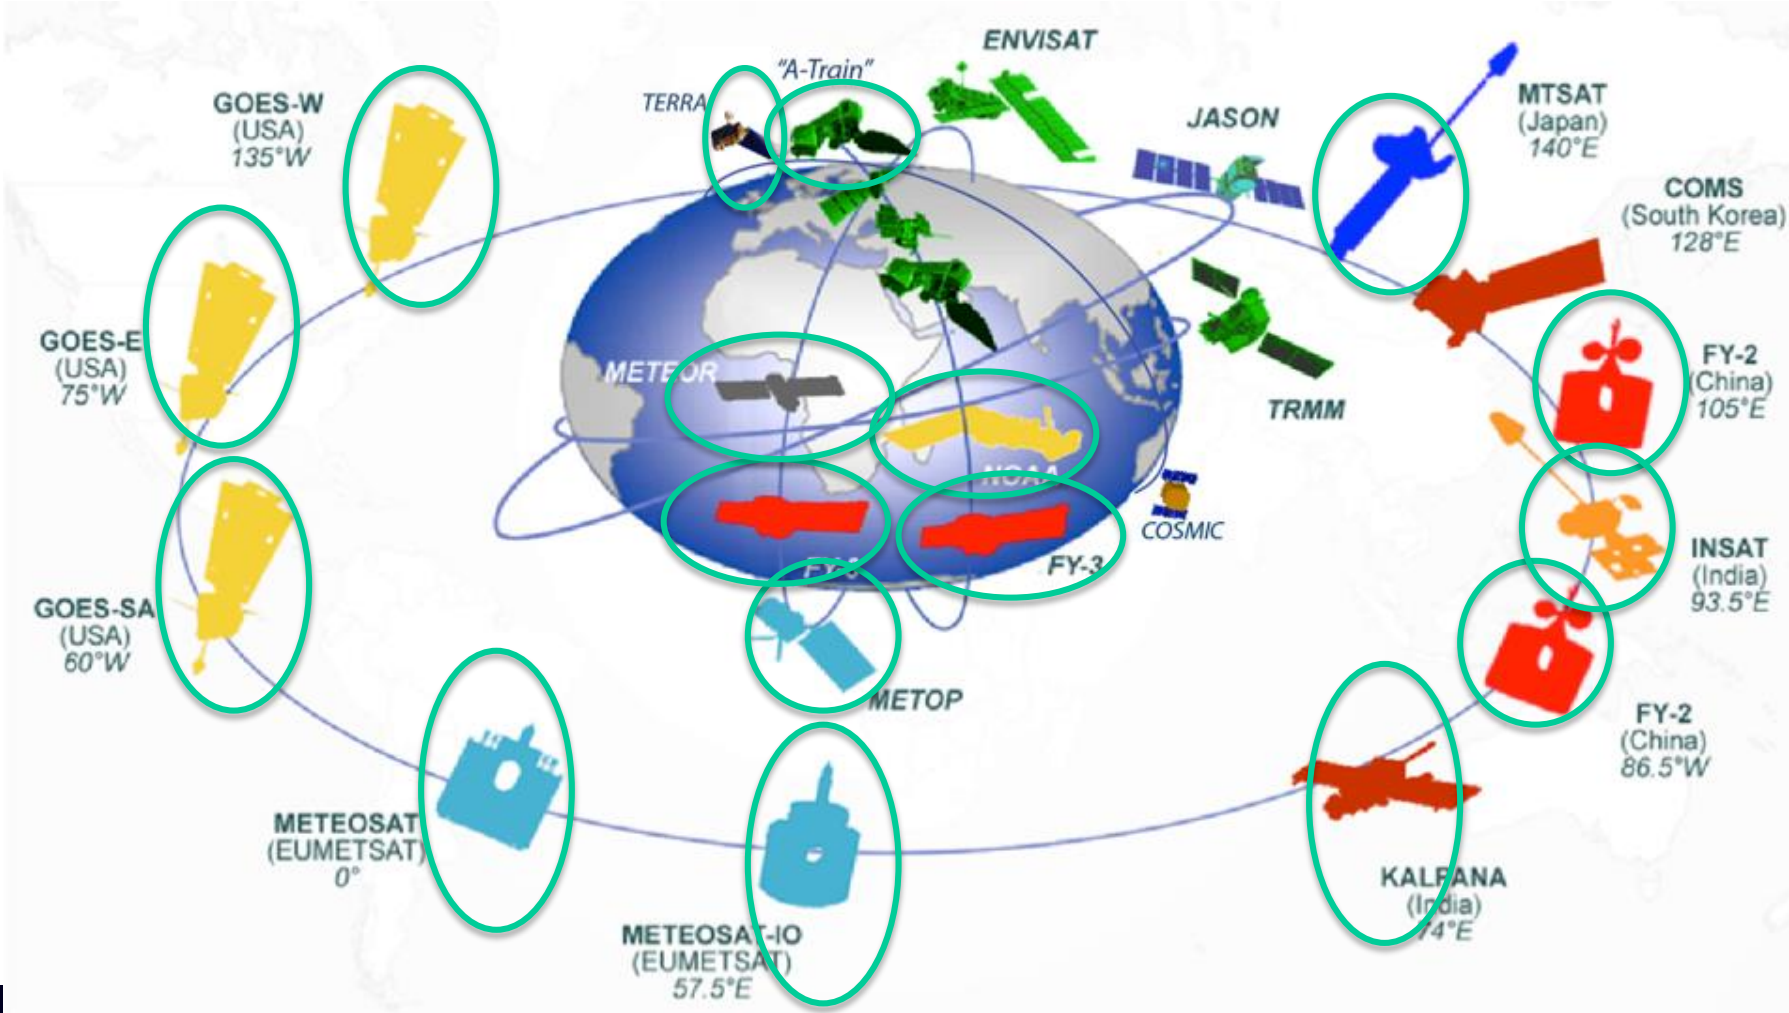 ENVISAT
"A-Train"
TERRA
GOES-W
(USA)
135°W
JASON
MTSAT
(Japan)
140°E
COMS
(South Korea)
128°E
GOES-E
(USA)
75°W
METEOR
FY-2
(China)
105°E
TRMM
NOAA
COSMIC
INSAT
(India)
93.5°E
FY-3
FY-3
GOES-SA
(USA)
60°W
METOP
FY-2
(China)
86.5°W
METEOSAT
(EUMETSAT)
0°
KALPANA
(India)
74°E
METEOSAT-IO
(EUMETSAT)
57.5°E